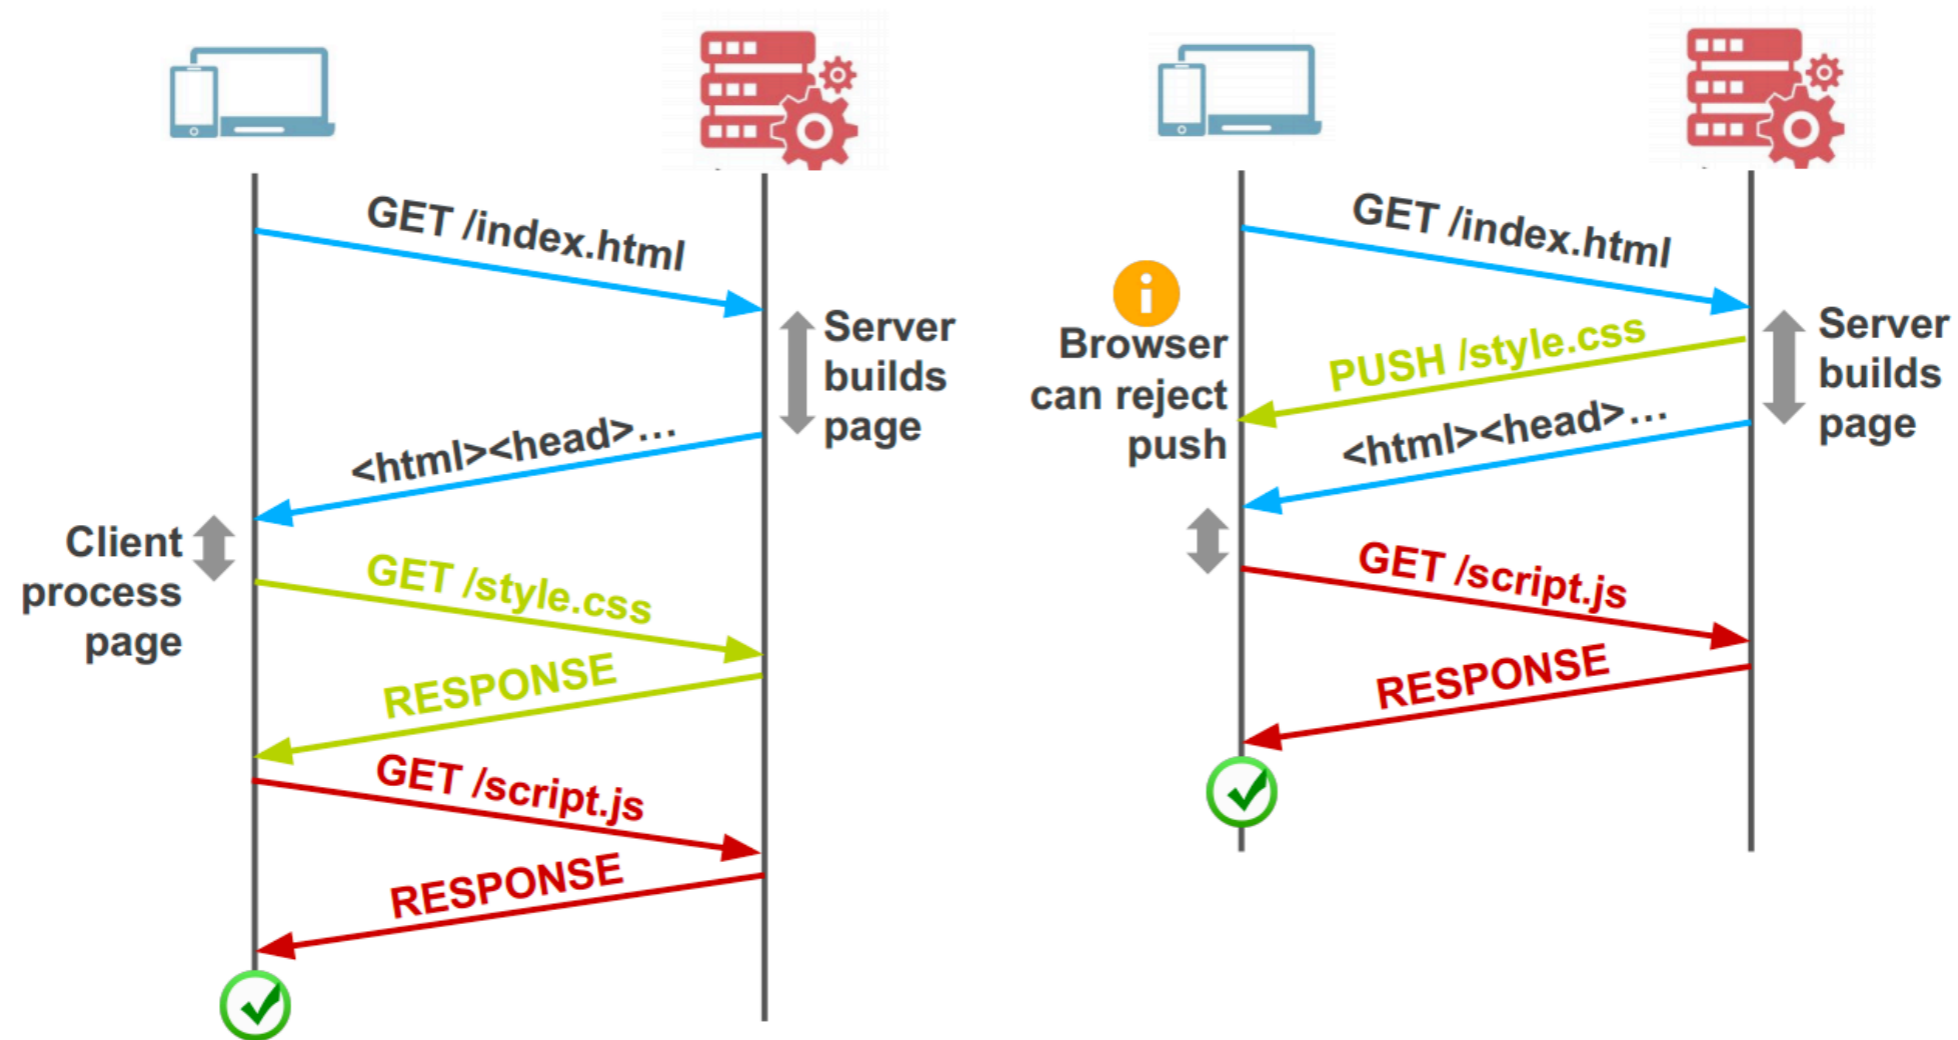 GET /index.html
Server
builds
page
<html><head>...
Client
process
page
GET /style.css
RESPONSE
GET /script.js
RESPONSE
GET /index.html
i
Browser
can reject
push
PUSH /style.css
Server
builds
page
<html><head>...
GET /script.js
RESPONSE